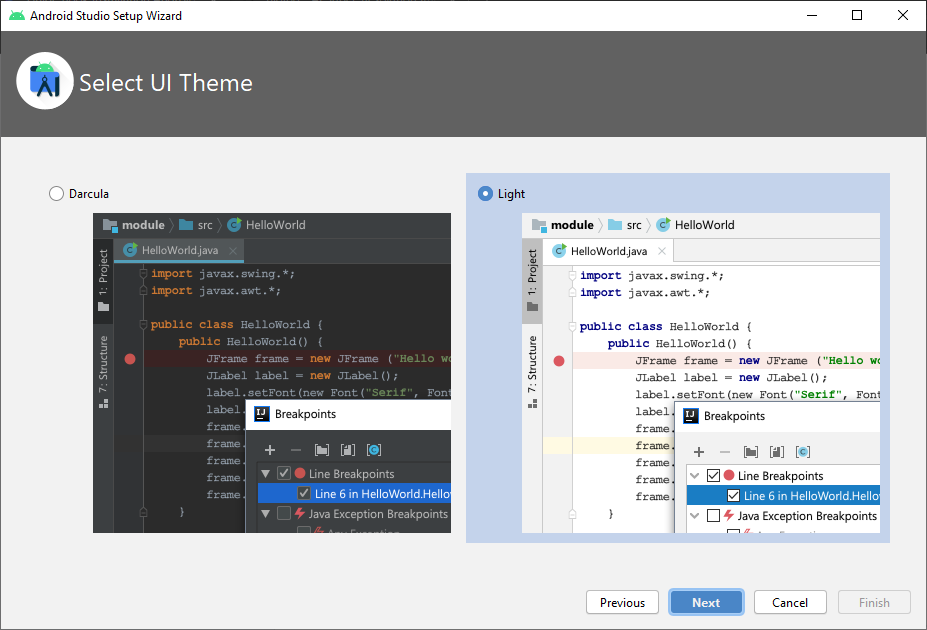 Android Studio Setup Wizard
Select UI Theme
Darcula
module src HelloWorld
HelloWorld.java
1: Project
7: Structure
import javax.swing.*;
import javax.awt.*;
public class HelloWorld {
public HelloWorld() {
JFrame frame = new JFrame ("Hello wo
JLabel label = new JLabel();
label.setFont(new Font("Serif", Font
label.
frame.
frame.
frame.
frame.
frame.
}
IJ Breakpoints
Line Breakpoints
Line 6 in HelloWorld.Hello
Java Exception Breakpoints
Any Exception
Light
module src HelloWorld
HelloWorld.java
1: Project
7: Structure
import javax.swing.*;
import javax.awt.*;
public class HelloWorld {
public HelloWorld() {
JFrame frame = new JFrame ("Hello wo
JLabel label = new JLabel();
label.setFont(new Font("Serif", Font
label.
frame.
frame.
frame.
frame.
frame.
}
IJ Breakpoints
Line Breakpoints
Line 6 in HelloWorld.Hello
Java Exception Breakpoints
Any Exception
Previous Next Cancel Finish